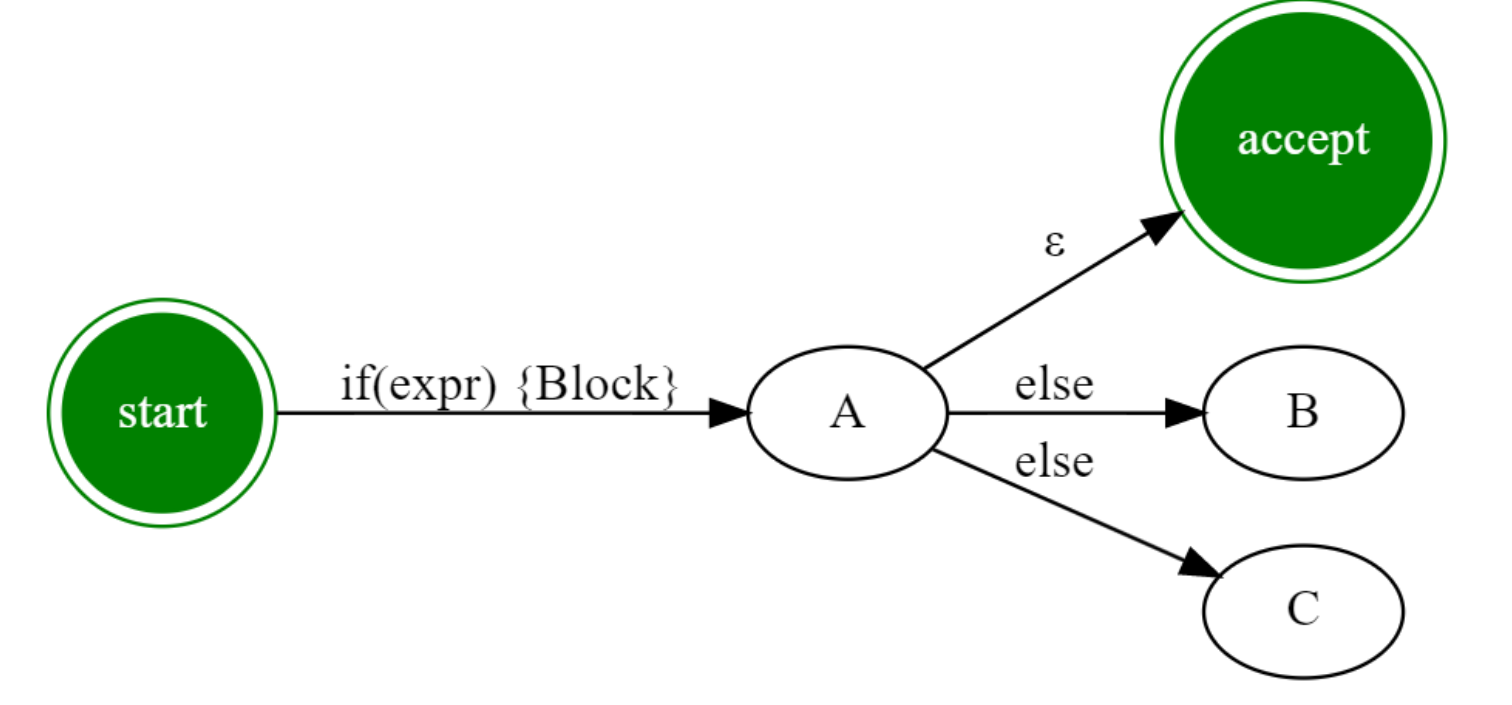 accept
ε
if(expr) {Block}
else
start
A
B
else
C